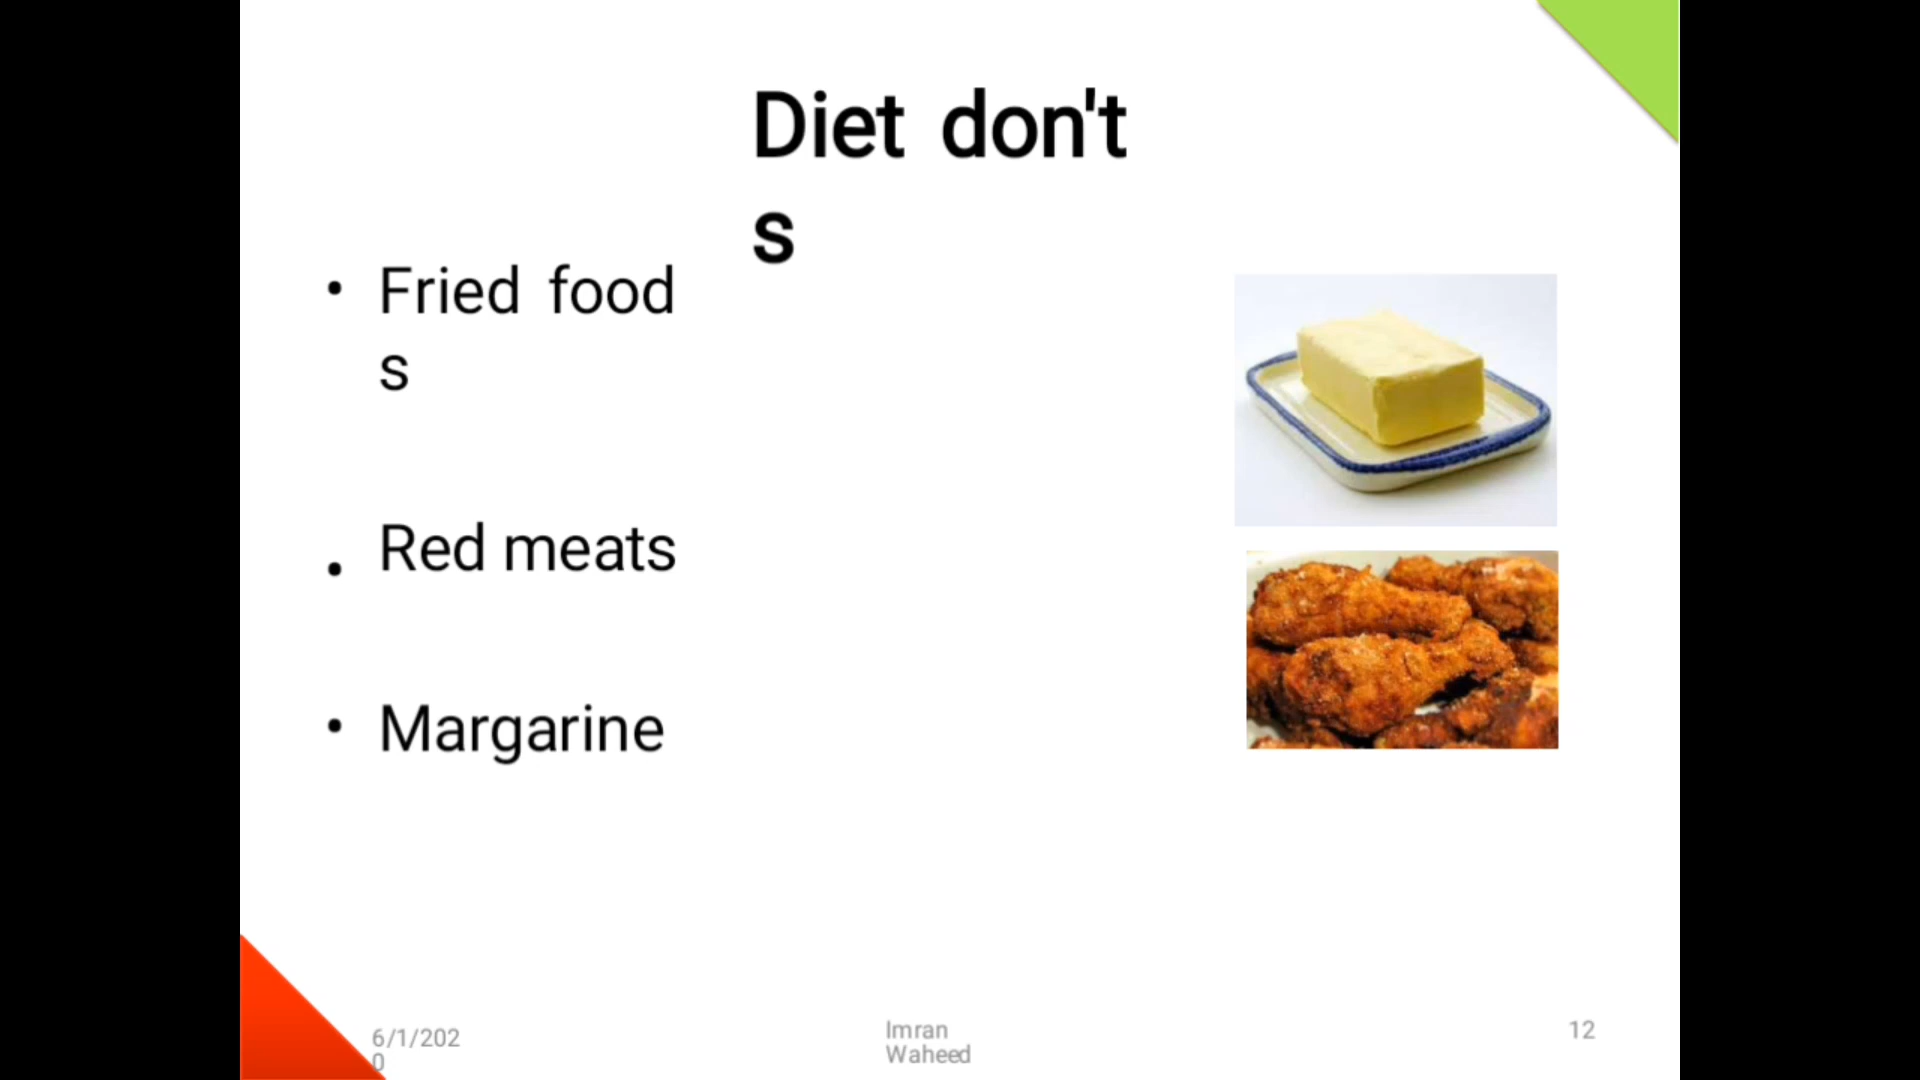 Diet don't
s
• Fried food
s
• Red meats
• Margarine
6/1/202
0
Imran
Waheed
12